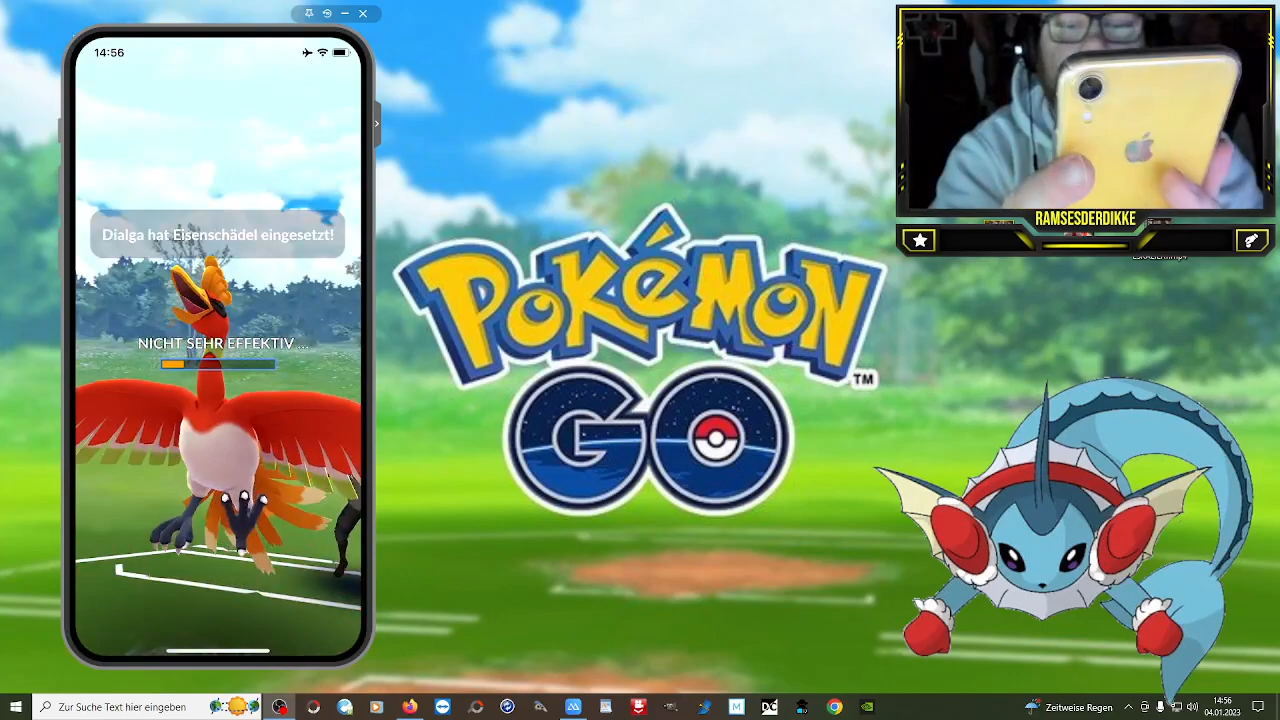 14:56
Dialga hat Eisenschädel eingesetzt!
NICHT SEHR EFFEKTIV ...
POKÉMON
TM
GO
RAMSESDERDIKKE
Zur Suche Text hier eingeben
M
DC
Zeitweise Regen
14:56
04.01.2023